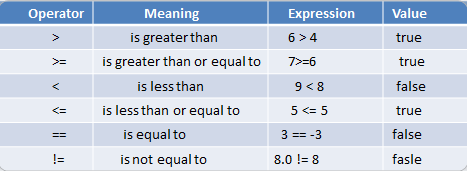 Operator Meaning Expression Value
> is greater than 6 > 4 true
>= is greater than or equal to 7>=6 true
< is less than 9 < 8 false
<= is less than or equal to 5 <= 5 true
== is equal to 3 == -3 false
!= is not equal to 8.0 != 8 fasle